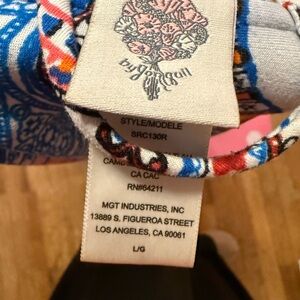 STYLE/MODELE
SRC130R
CA CAC
RN#64211
MGT INDUSTRIES, INC
13889 S. FIGUEROA STREET
LOS ANGELES, CA 90061
L/G